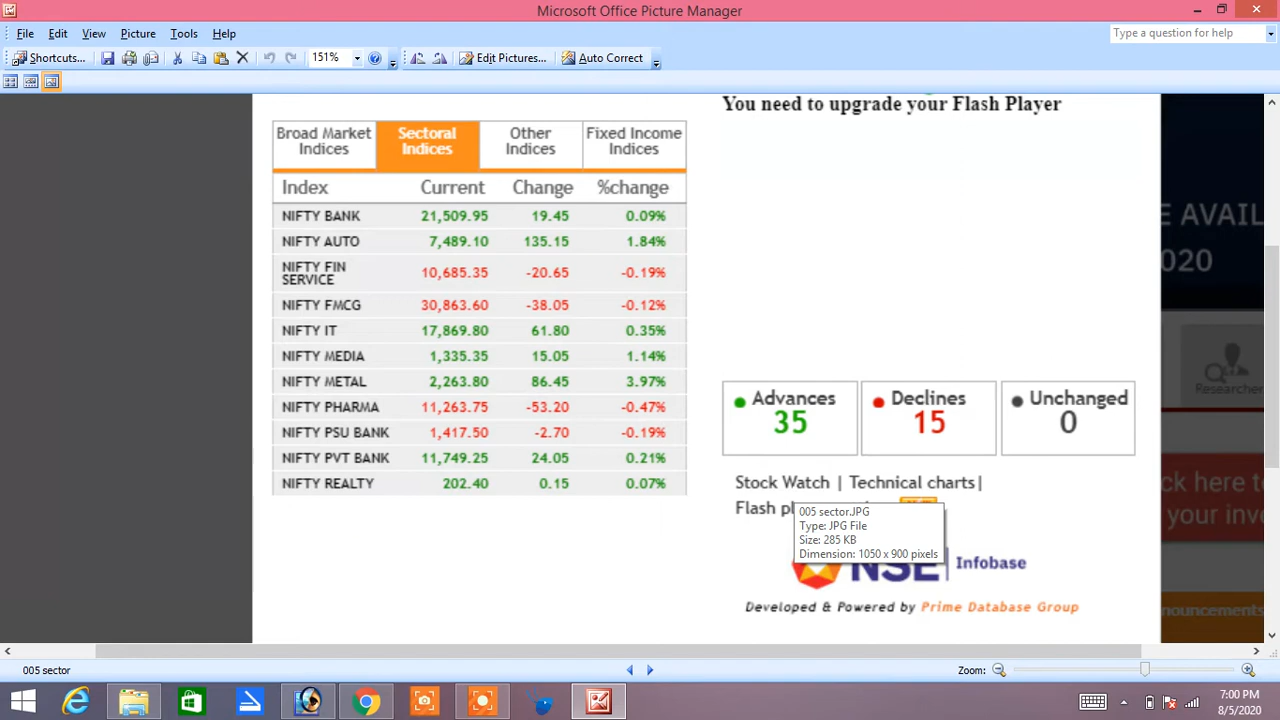 Microsoft Office Picture Manager
File Edit View Picture Tools Help
Type a question for help
Shortcuts... 151% Edit Pictures... Auto Correct
You need to upgrade your Flash Player
Broad Market Indices Sectoral Indices Other Indices Fixed Income Indices
Index Current Change %change
NIFTY BANK 21,509.95 19.45 0.09%
NIFTY AUTO 7,489.10 135.15 1.84%
NIFTY FIN SERVICE 10,685.35 -20.65 -0.19%
NIFTY FMCG 30,863.60 -38.05 -0.12%
NIFTY IT 17,869.80 61.80 0.35%
NIFTY MEDIA 1,335.35 15.05 1.14%
NIFTY METAL 2,263.80 86.45 3.97%
NIFTY PHARMA 11,263.75 -53.20 -0.47%
NIFTY PSU BANK 1,417.50 -2.70 -0.19%
NIFTY PVT BANK 11,749.25 24.05 0.21%
NIFTY REALTY 202.40 0.15 0.07%
Advances Declines Unchanged
35 15 0
Stock Watch | Technical charts|
Flash pl
005 sector.JPG
Type: JPG File
Size: 285 KB
Dimension: 1050 x 900 pixels
NSE Infobase
Developed & Powered by Prime Database Group
E AVAIL
020
Researcher
ck here to
your inve
nouncements
005 sector
Zoom:
7:00 PM
8/5/2020